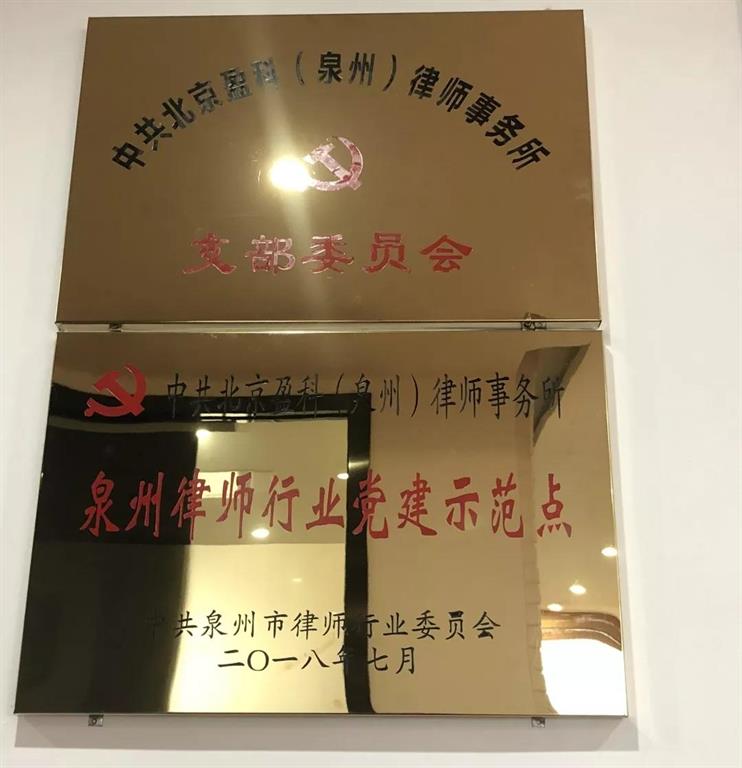 中共北京盈科（泉州）律师事务所
支部委员会
中共北京盈科（泉州）律师事务所
泉州律师行业党建示范点
中共泉州市律师行业委员会
二〇一八年七月